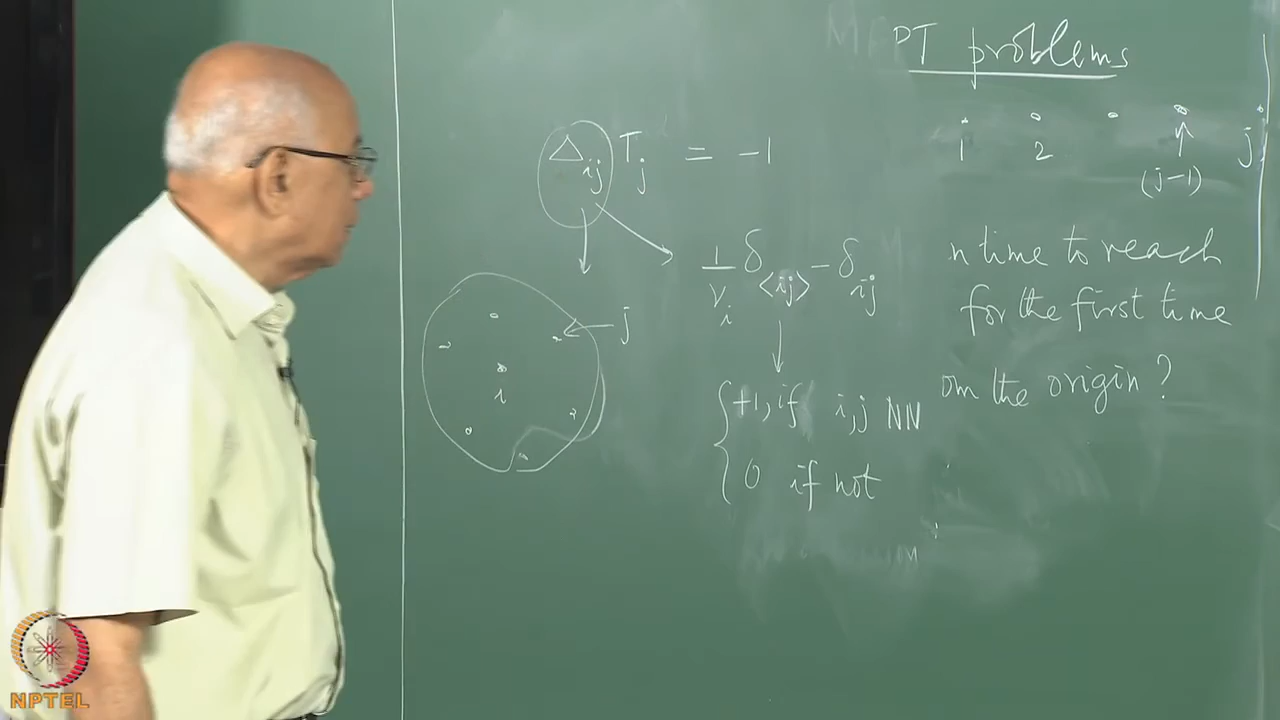 PT problems
Δ_ij T_j = -1
1 2 (j-1) j
1/ν_i δ_<ij> - δ_ij
n time to reach
for the first time
om the origin?
j
i
{ +1, if i,j NN
0 if not
NPTEL